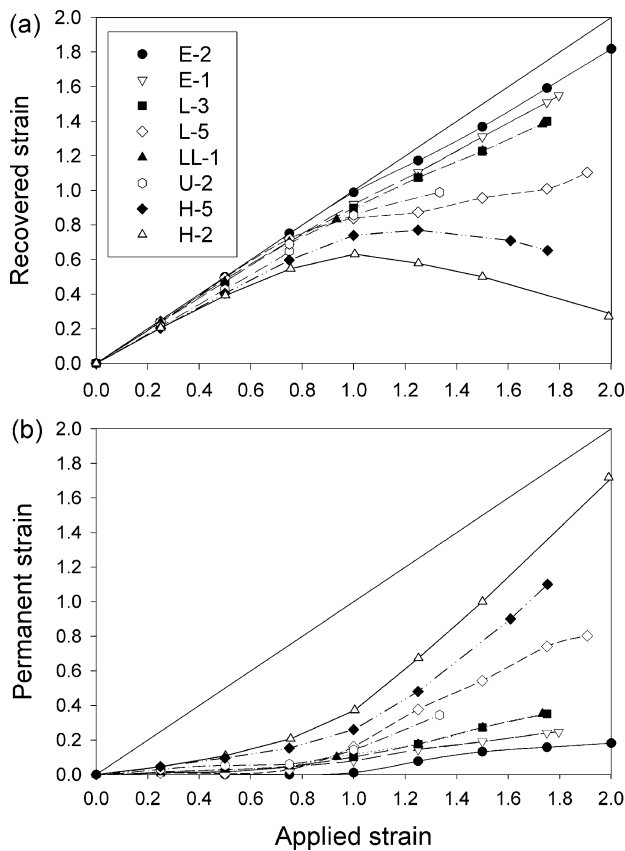 (a)
2.0
1.8
1.6
1.4
1.2
1.0
0.8
0.6
0.4
0.2
0.0
Recovered strain
E-2
E-1
L-3
L-5
LL-1
U-2
H-5
H-2
0.0 0.2 0.4 0.6 0.8 1.0 1.2 1.4 1.6 1.8 2.0
(b)
2.0
1.8
1.6
1.4
1.2
1.0
0.8
0.6
0.4
0.2
0.0
Permanent strain
0.0 0.2 0.4 0.6 0.8 1.0 1.2 1.4 1.6 1.8 2.0
Applied strain